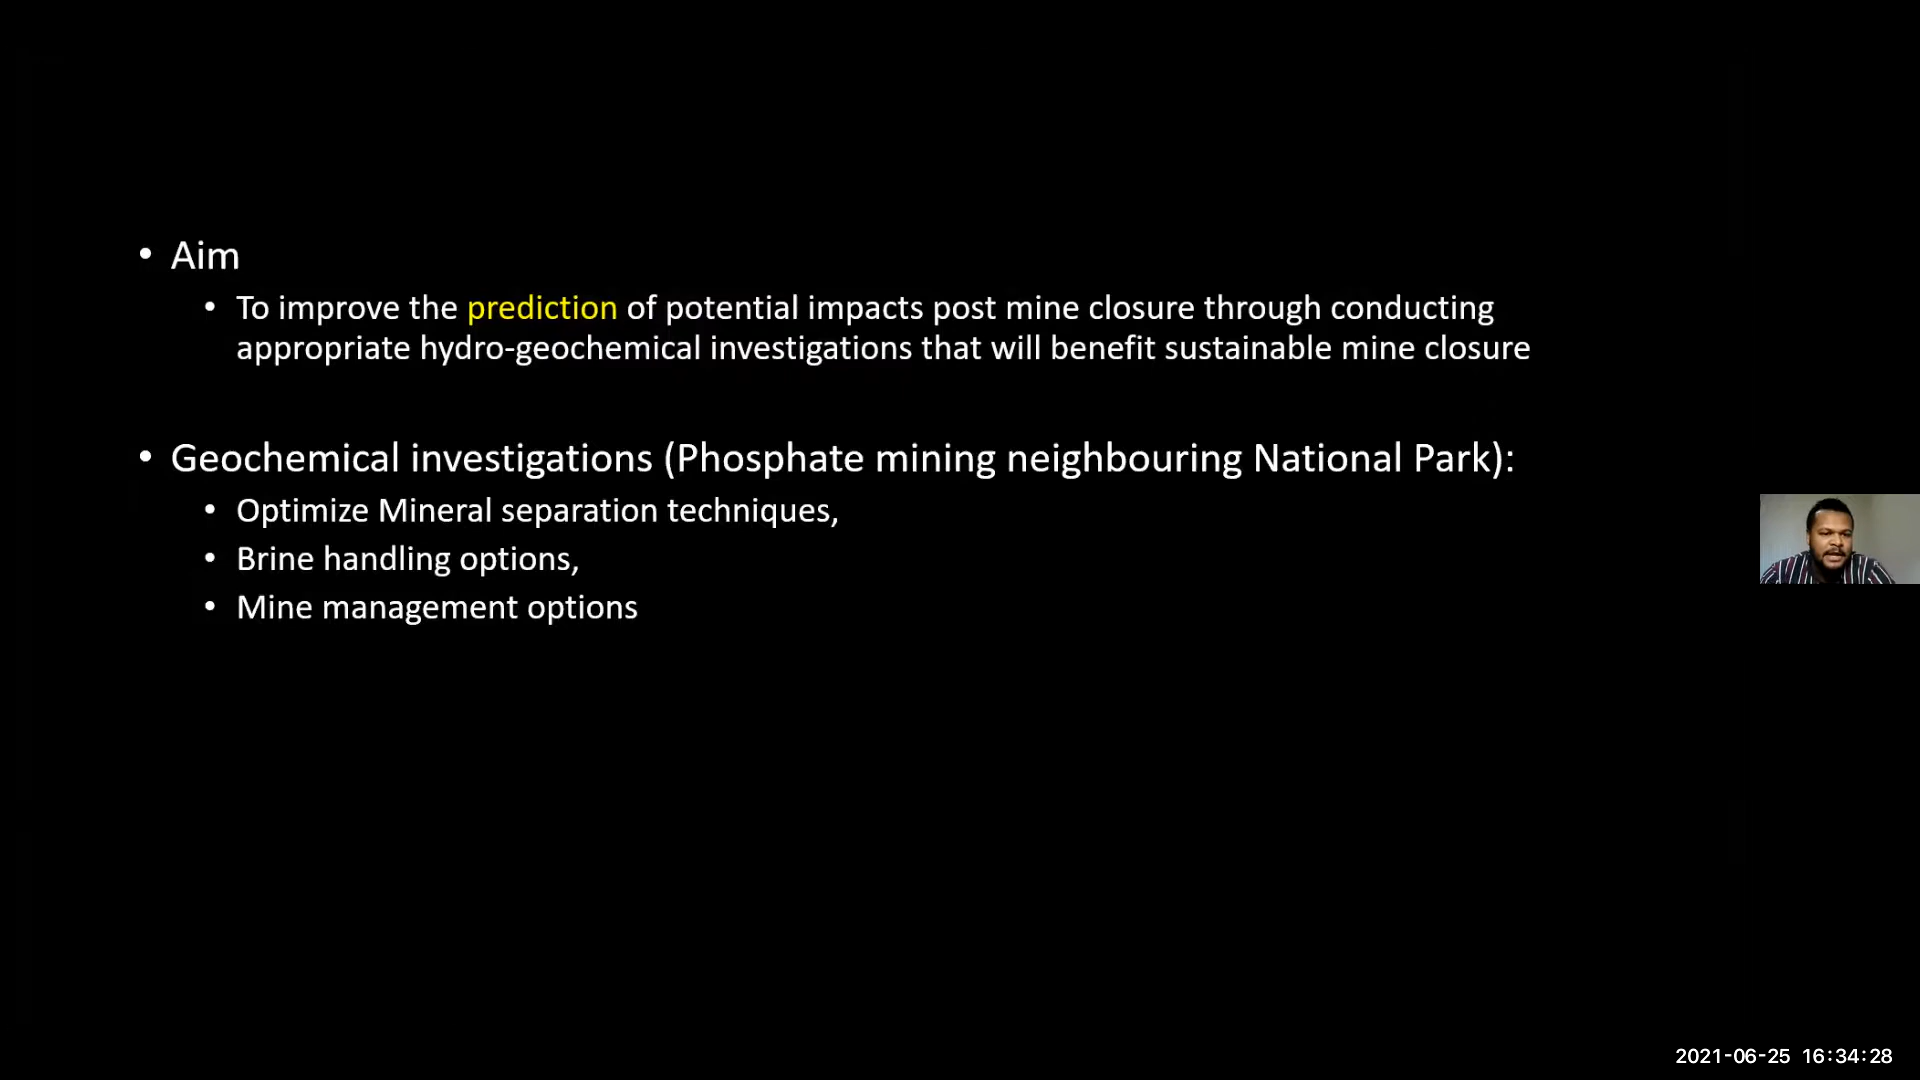 • Aim
• To improve the prediction of potential impacts post mine closure through conducting
appropriate hydro-geochemical investigations that will benefit sustainable mine closure
• Geochemical investigations (Phosphate mining neighbouring National Park):
• Optimize Mineral separation techniques,
• Brine handling options,
• Mine management options
2021-06-25 16:34:28